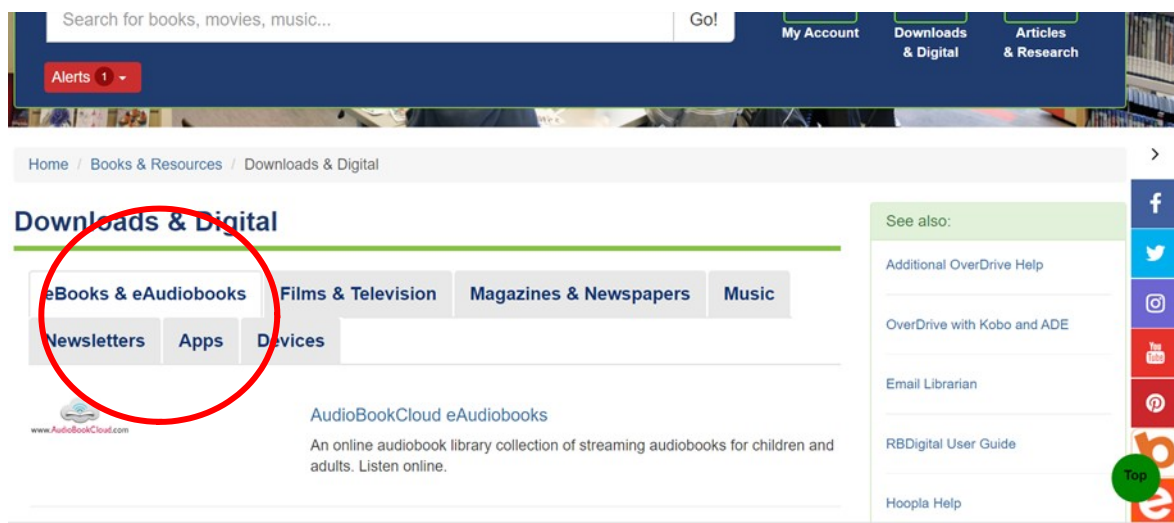 Search for books, movies, music...
Go!
My Account
Downloads
& Digital
Articles
& Research
Alerts 1
Home / Books & Resources / Downloads & Digital
Downloads & Digital
eBooks & eAudiobooks
Films & Television
Magazines & Newspapers
Music
Newsletters
Apps
Devices
www.AudioBookCloud.com
AudioBookCloud eAudiobooks
An online audiobook library collection of streaming audiobooks for children and
adults. Listen online.
See also:
Additional OverDrive Help
OverDrive with Kobo and ADE
Email Librarian
RBDigital User Guide
Hoopla Help
You
Tube
Top